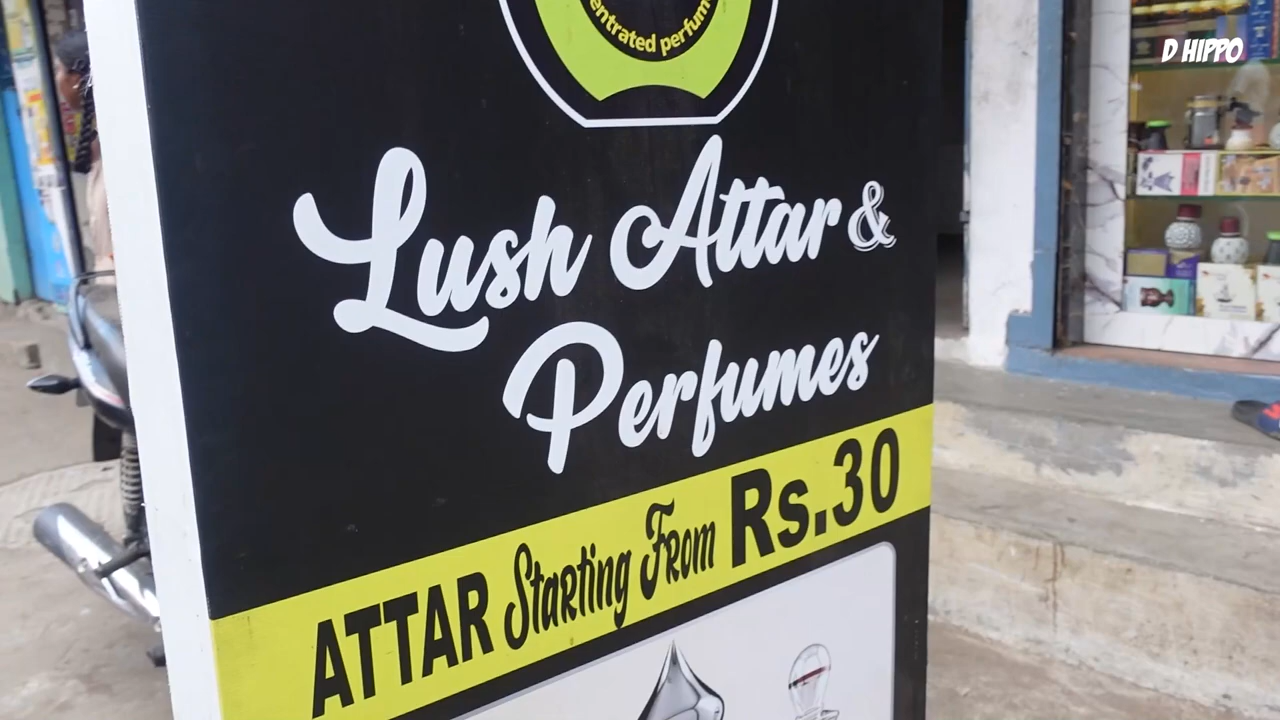 D HIPPO
entrated perfum
Lush Attar &
Perfumes
ATTAR Starting From Rs.30